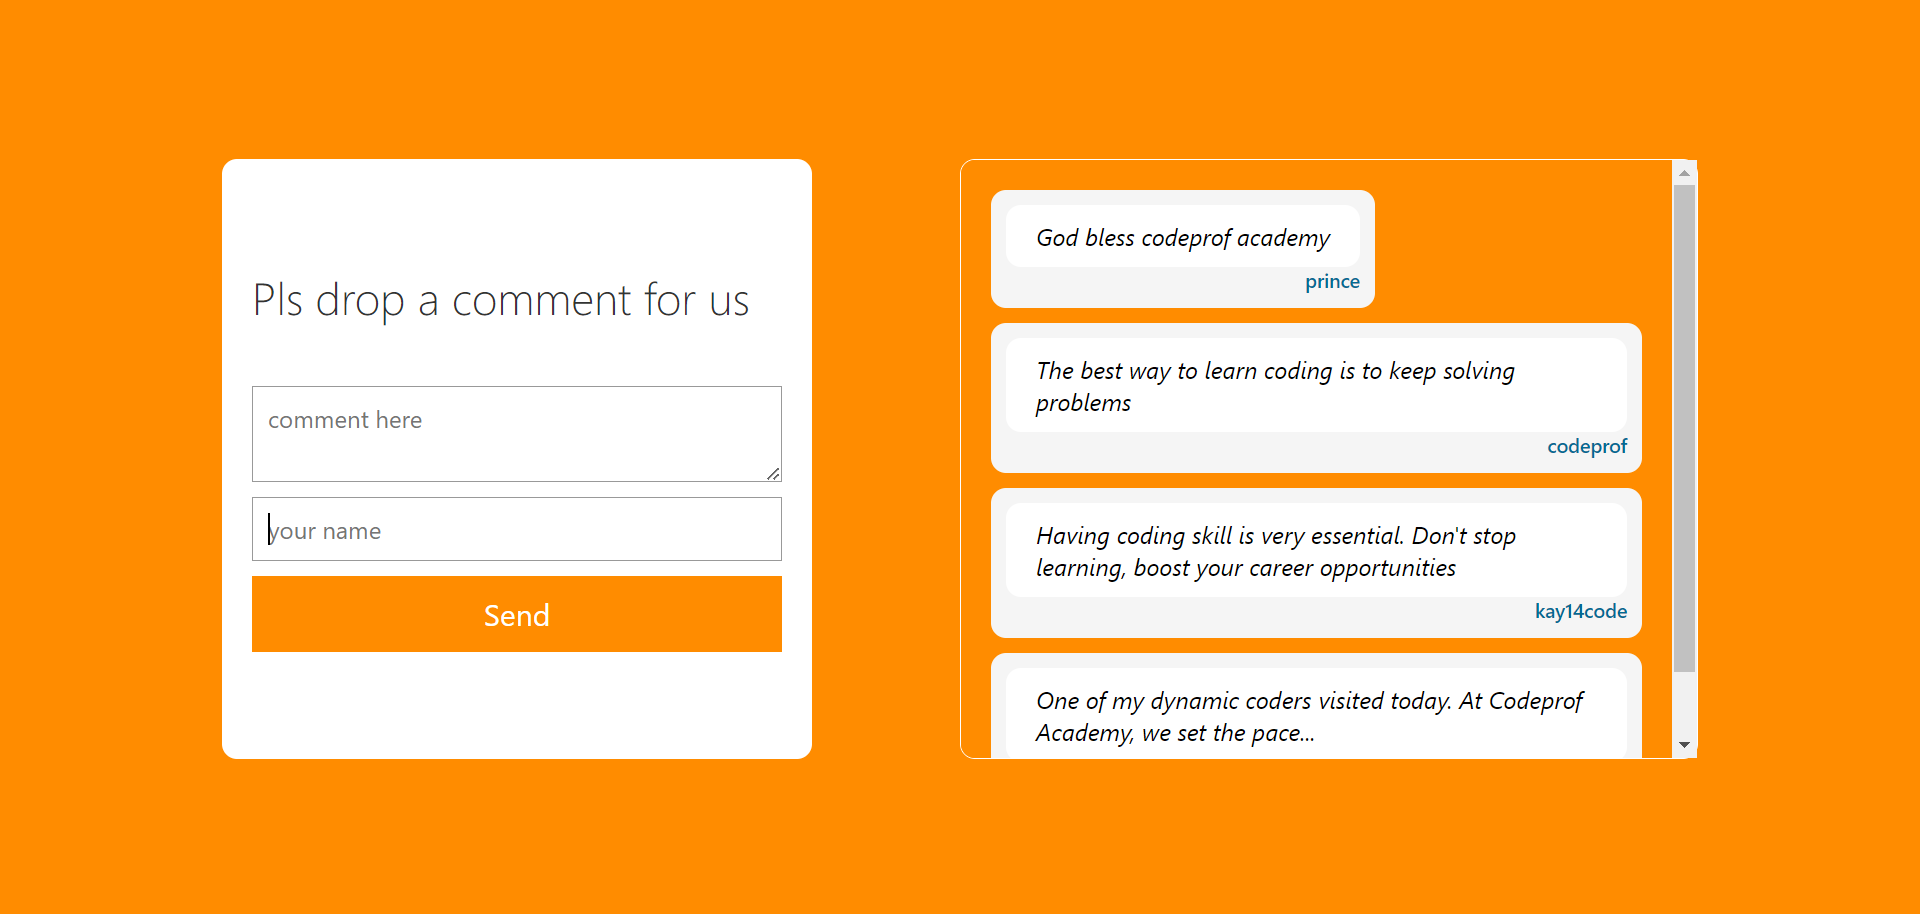 Pls drop a comment for us
comment here
your name
Send
God bless codeprof academy
prince
The best way to learn coding is to keep solving
problems
codeprof
Having coding skill is very essential. Don't stop
learning, boost your career opportunities
kay14code
One of my dynamic coders visited today. At Codeprof
Academy, we set the pace...